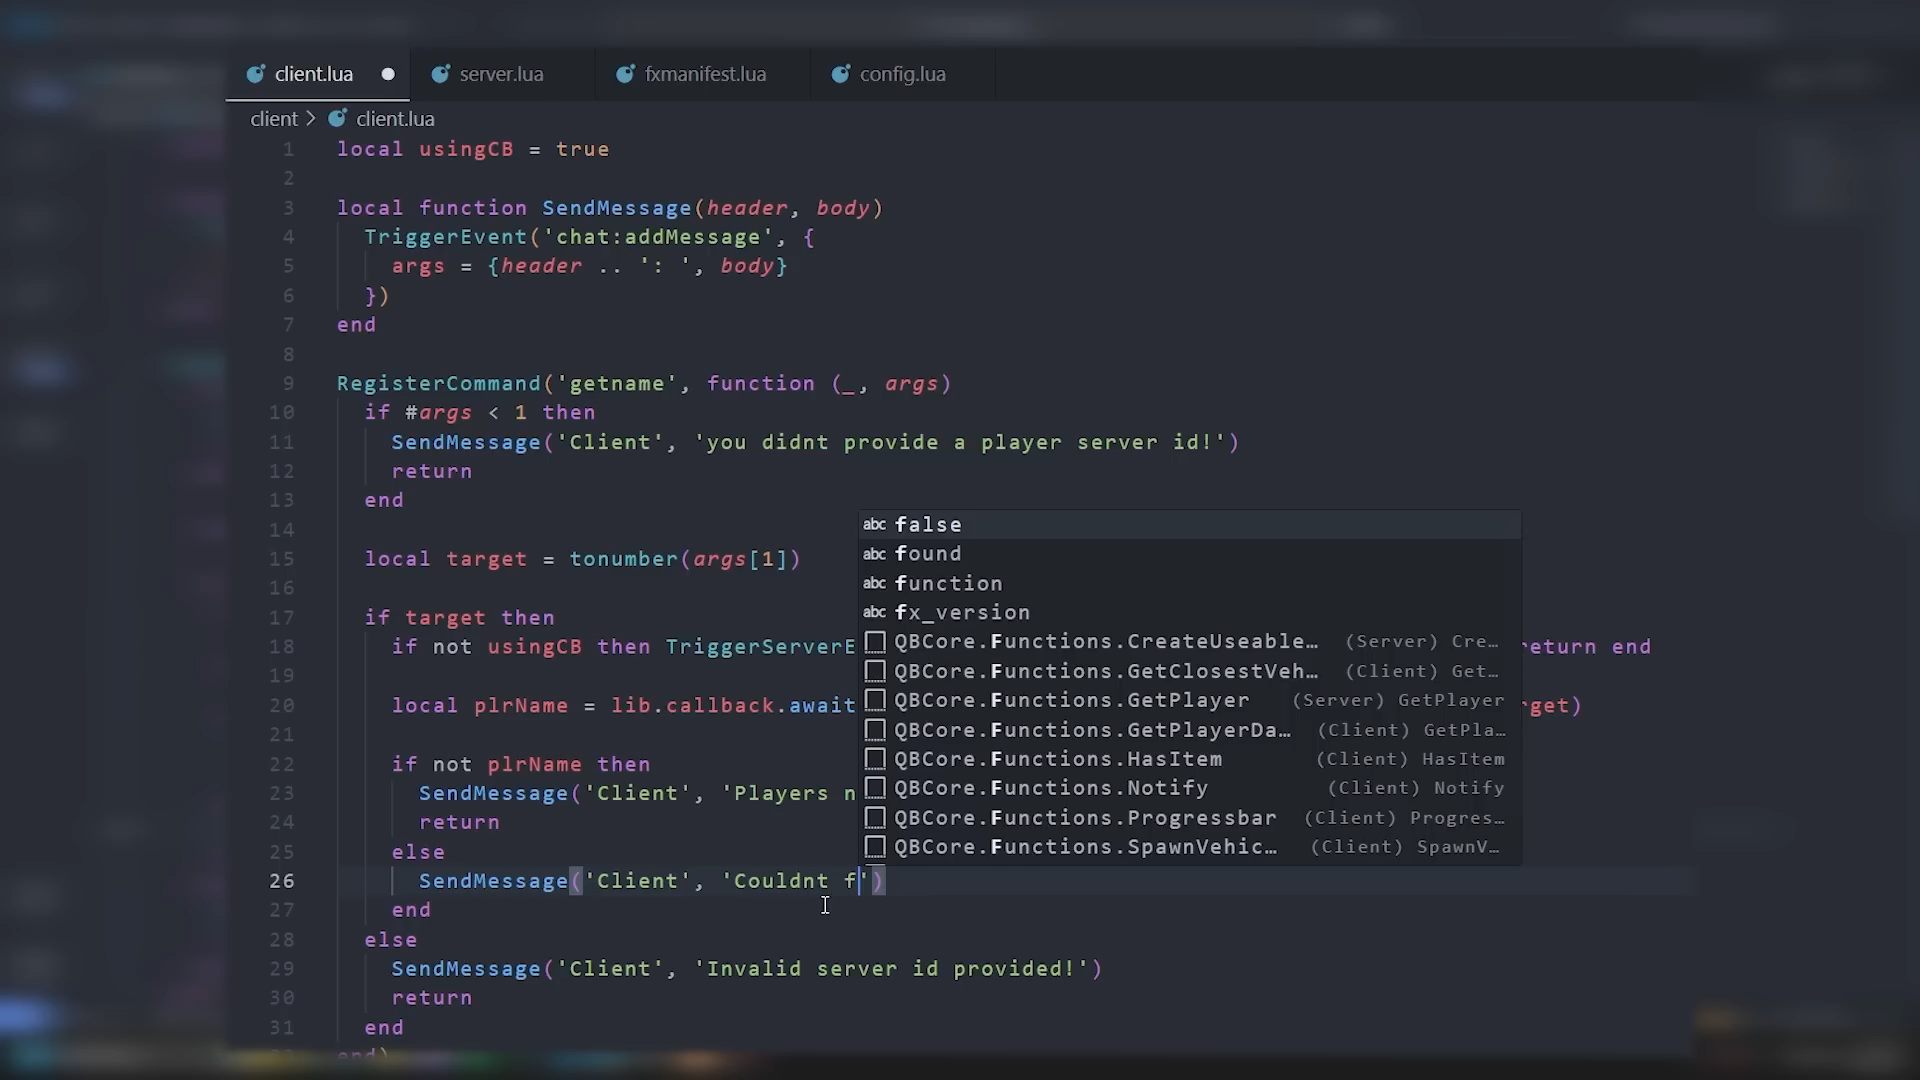 client.lua server.lua fxmanifest.lua config.lua
client > client.lua
1 local usingCB = true
2
3 local function SendMessage(header, body)
4 TriggerEvent('chat:addMessage', {
5 args = {header .. ': ', body}
6 })
7 end
8
9 RegisterCommand('getname', function (_, args)
10 if #args < 1 then
11 SendMessage('Client', 'you didnt provide a player server id!')
12 return
13 end
14
15 local target = tonumber(args[1])
16
17 if target then
18 if not usingCB then TriggerServerE return end
19
20 local plrName = lib.callback.await rget)
21
22 if not plrName then
23 SendMessage('Client', 'Players n
24 return
25 else
26 SendMessage('Client', 'Couldnt f')
27 end
28 else
29 SendMessage('Client', 'Invalid server id provided!')
30 return
31 end
end)
abc false
abc found
abc function
abc fx_version
QBCore.Functions.CreateUseable… (Server) Cre…
QBCore.Functions.GetClosestVeh… (Client) Get…
QBCore.Functions.GetPlayer (Server) GetPlayer
QBCore.Functions.GetPlayerDa… (Client) GetPla…
QBCore.Functions.HasItem (Client) HasItem
QBCore.Functions.Notify (Client) Notify
QBCore.Functions.Progressbar (Client) Progres…
QBCore.Functions.SpawnVehic… (Client) SpawnV…